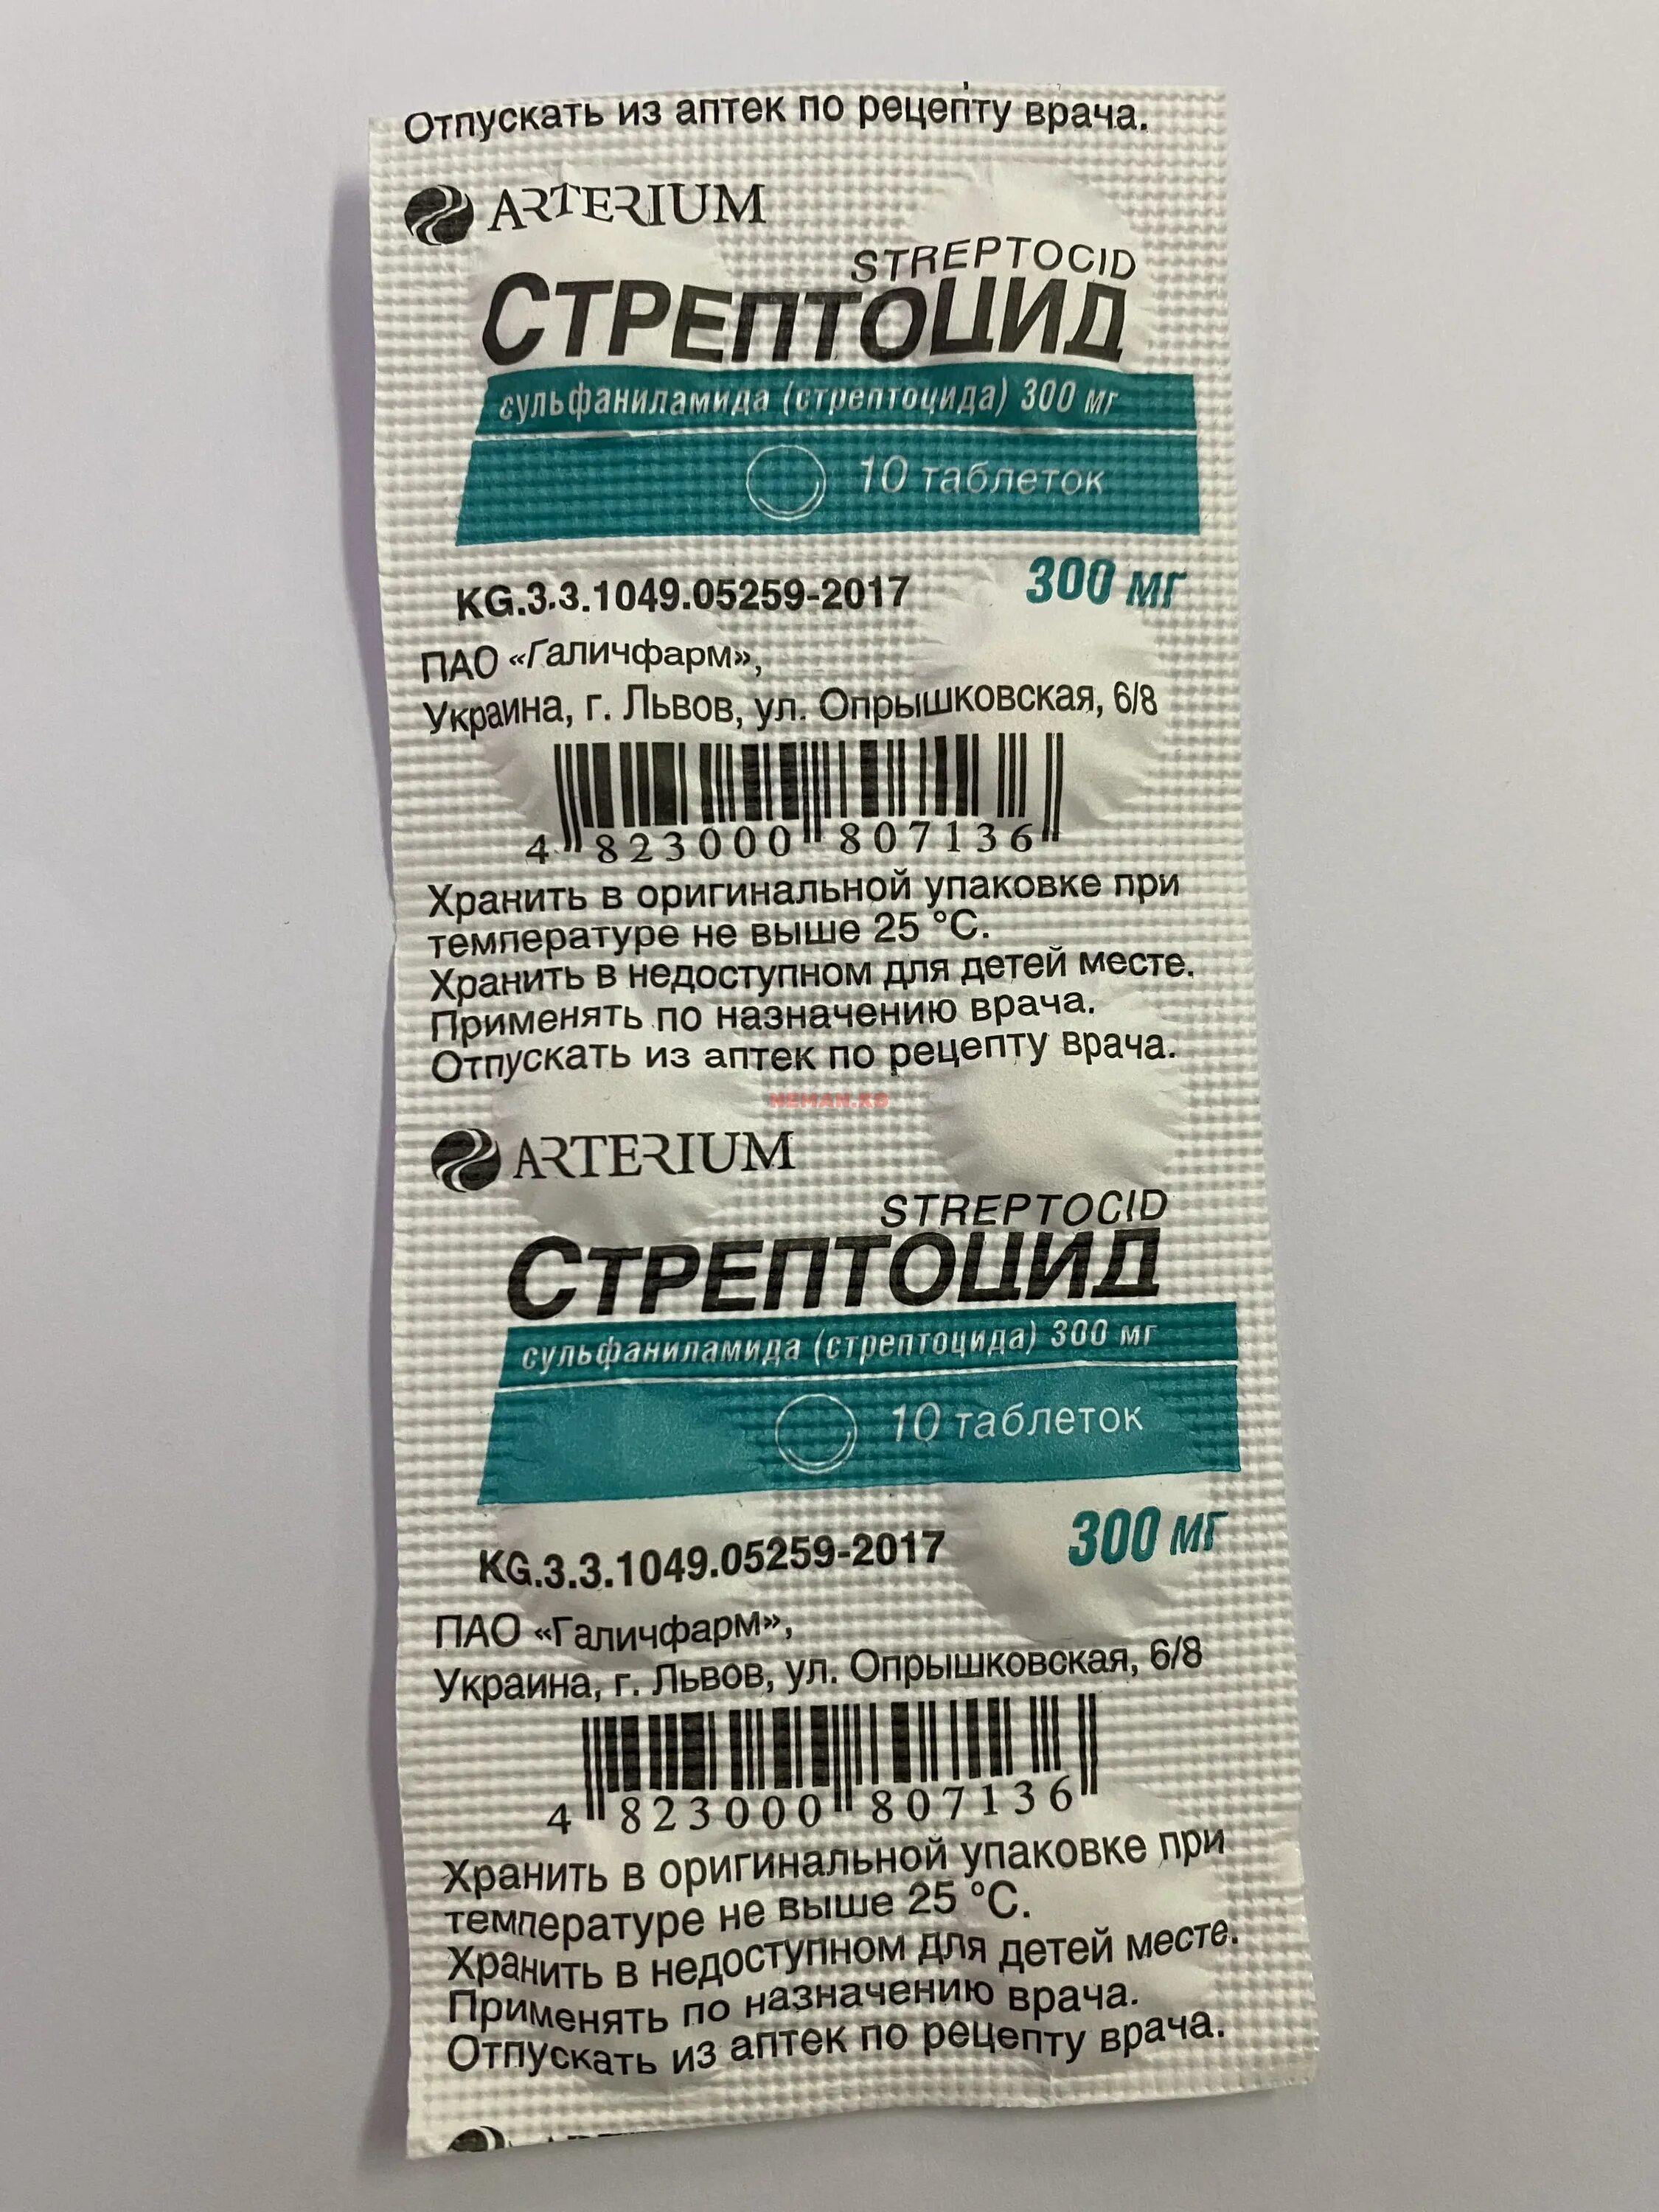 Отпускать из аптек по рецепту врача.
ARTERIUM
STREPTOCID
СТРЕПТОЦИД
сульфаниламида (стрептоцида) 300 мг
10 таблеток
300 мг
KG.3.3.1049.05259-2017
ПАО «Галичфарм»,
Украина, г. Львов, ул. Опрышковская, 6/8
4 823000 807136
Хранить в оригинальной упаковке при
температуре не выше 25 °C.
Хранить в недоступном для детей месте.
Применять по назначению врача.
Отпускать из аптек по рецепту врача.
NEMAN.KG
ARTERIUM
STREPTOCID
СТРЕПТОЦИД
сульфаниламида (стрептоцида) 300 мг
10 таблеток
300 мг
KG.3.3.1049.05259-2017
ПАО «Галичфарм»,
Украина, г. Львов, ул. Опрышковская, 6/8
4 823000 807136
Хранить в оригинальной упаковке при
температуре не выше 25 °C.
Хранить в недоступном для детей месте.
Применять по назначению врача.
Отпускать из аптек по рецепту врача.